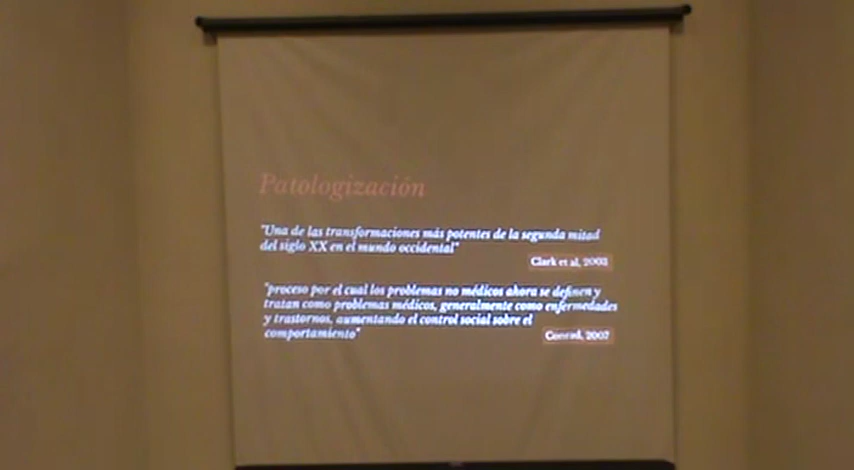 Patologización
"Una de las transformaciones más potentes de la segunda mitad
del siglo XX en el mundo occidental"
Clark et al, 2003
"proceso por el cual los problemas no médicos ahora se definen y
tratan como problemas médicos, generalmente como enfermedades
y trastornos, aumentando el control social sobre el
comportamiento"
Conrad, 2007